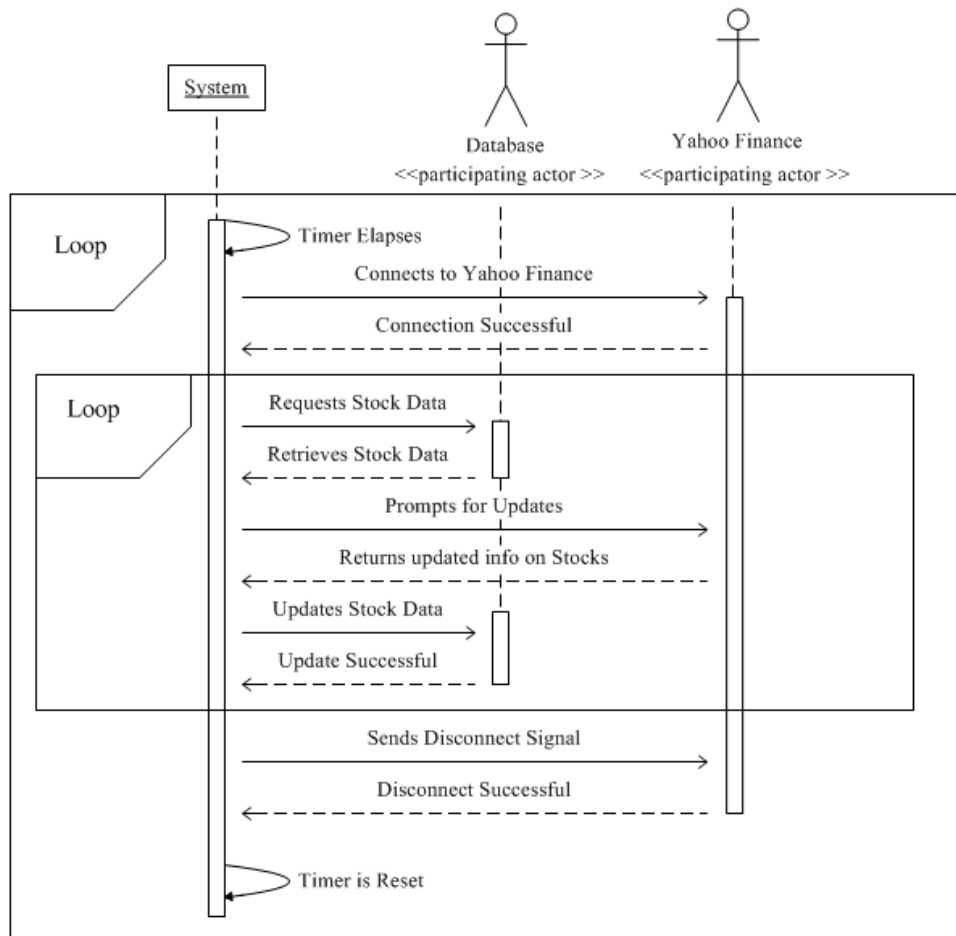 System
Database
<<participating actor >>
Yahoo Finance
<<participating actor >>
Loop
Timer Elapses
Connects to Yahoo Finance
Connection Successful
Loop
Requests Stock Data
Retrieves Stock Data
Prompts for Updates
Returns updated info on Stocks
Updates Stock Data
Update Successful
Sends Disconnect Signal
Disconnect Successful
Timer is Reset